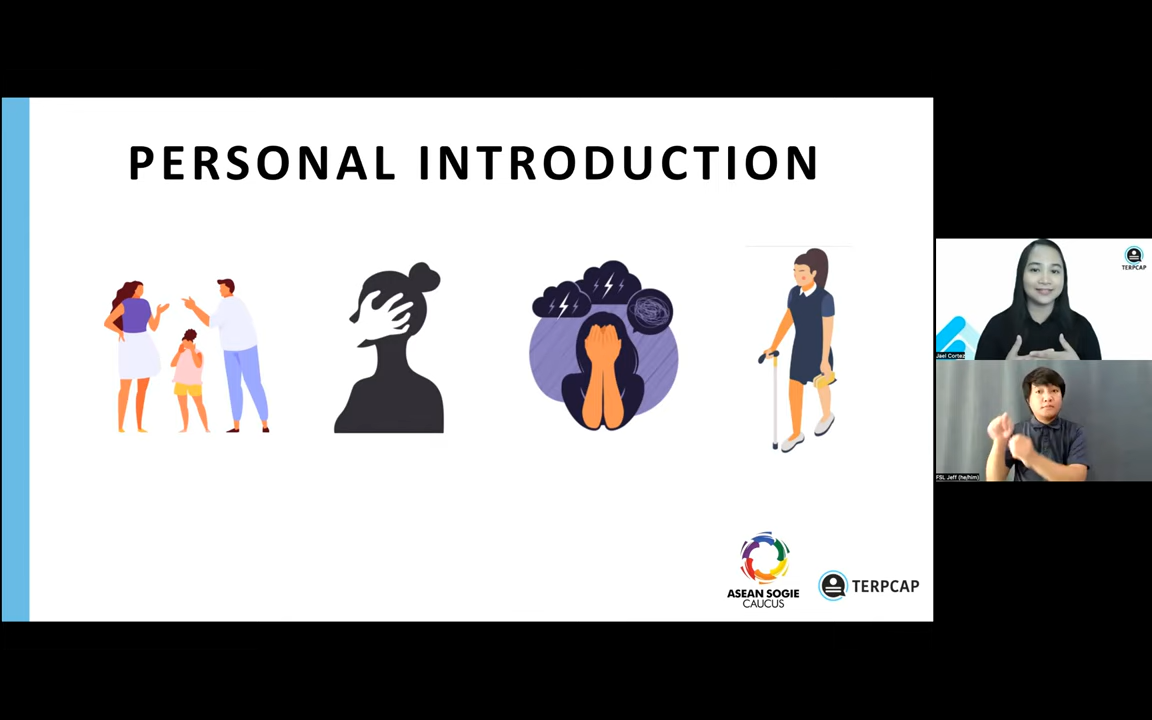 PERSONAL INTRODUCTION
TERPCAP
Jael Cortez
FSL Jeff (he/him)
ASEAN SOGIE
CAUCUS
TERPCAP